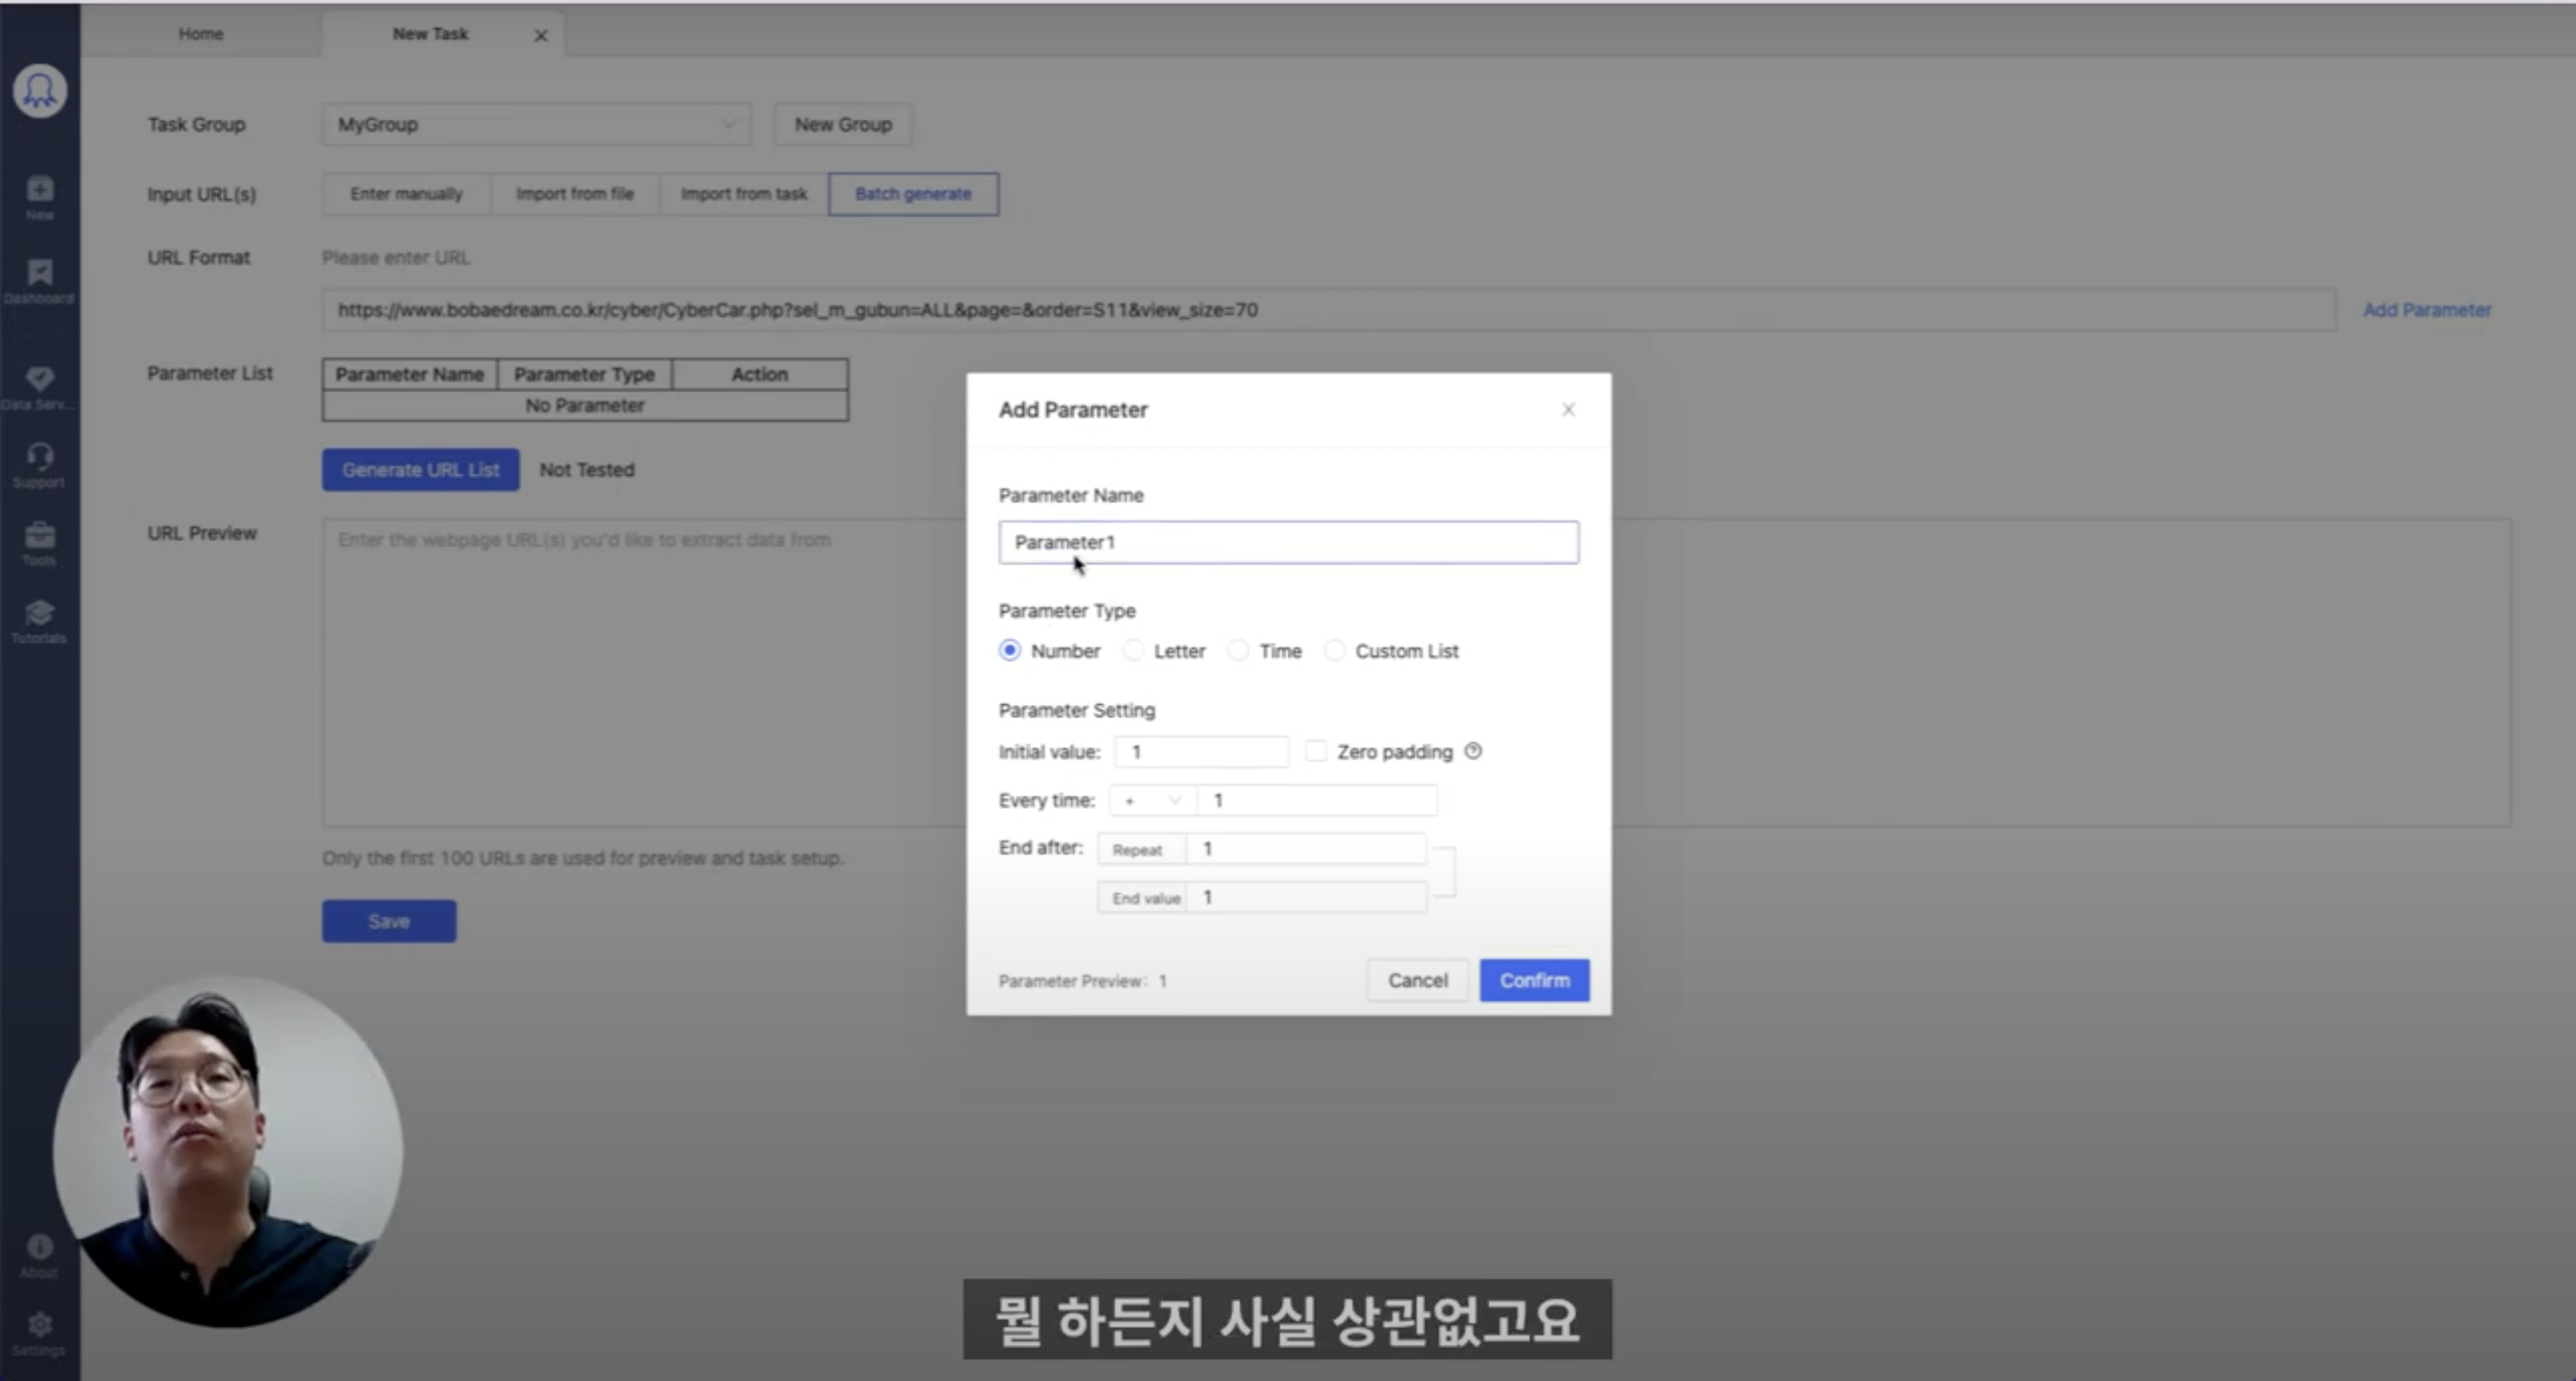 Home
New Task
Task Group
MyGroup
New Group
Input URL(s)
Enter manually
Import from file
Import from task
Batch generate
URL Format
Please enter URL
https://www.bobaedream.co.kr/cyber/CyberCar.php?sel_m_gubun=ALL&page=&order=S11&view_size=70
Add Parameter
Parameter List
Parameter Name
Parameter Type
Action
No Parameter
Generate URL List
Not Tested
URL Preview
Enter the webpage URL(s) you'd like to extract data from
Only the first 100 URLs are used for preview and task setup.
Save
New
Dashboard
Data Serv...
Support
Tools
Tutorials
About
Settings
Add Parameter
Parameter Name
Parameter1
Parameter Type
Number
Letter
Time
Custom List
Parameter Setting
Initial value:
1
Zero padding
Every time:
+
1
End after:
Repeat
1
End value
1
Parameter Preview: 1
Cancel
Confirm
뭘 하든지 사실 상관없고요